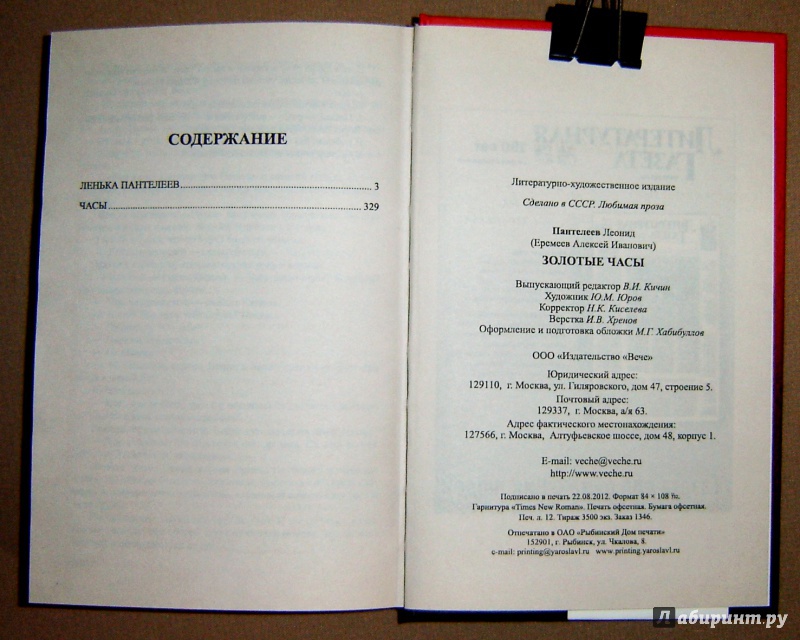 СОДЕРЖАНИЕ
ЛЕНЬКА ПАНТЕЛЕЕВ.......................................................... 3
ЧАСЫ.......................................................... 329
ЛИТЕРАТУРНАЯ
ГАЗЕТА
Литературно-художественное издание
Сделано в СССР. Любимая проза
Пантелеев Леонид
(Еремеев Алексей Иванович)
ЗОЛОТЫЕ ЧАСЫ
Выпускающий редактор В.И. Кичин
Художник Ю.М. Юров
Корректор Н.К. Киселева
Верстка И.В. Хренов
Оформление и подготовка обложки М.Г. Хабибуллов
ООО «Издательство «Вече»
Юридический адрес:
129110, г. Москва, ул. Гиляровского, дом 47, строение 5.
Почтовый адрес:
129337, г. Москва, а/я 63.
Адрес фактического местонахождения:
127566, г. Москва, Алтуфьевское шоссе, дом 48, корпус 1.
E-mail: veche@veche.ru
http://www.veche.ru
Подписано в печать 22.08.2012. Формат 84 × 108
Гарнитура «Times New Roman». Печать офсетная. Бумага офсетная.
Печ. л. 12. Тираж 3500 экз. Заказ 1346.
Отпечатано в ОАО «Рыбинский Дом печати»
152901, г. Рыбинск, ул. Чкалова, 8.
e-mail: printing@yaroslavl.ru www.printing.yaroslavl.ru
Лабиринт.ру